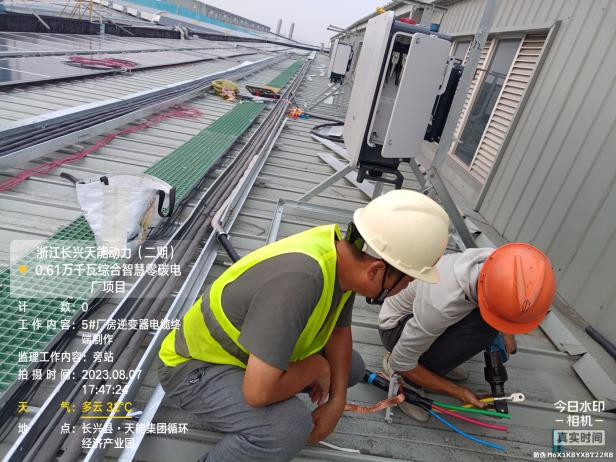 浙江长兴天能动力（二期）
0.61万千瓦综合智慧零碳电
厂项目
计 数：0
工作内容：5#厂房逆变器电缆终
端制作
监理工作内容：旁站
拍摄时间：2023.08.07
17:47:24
天 气：多云 32℃
地 点：长兴县·天能集团循环
经济产业园
今日水印
-相机-
真实时间
防伪 M6X1KBYXBT22RB